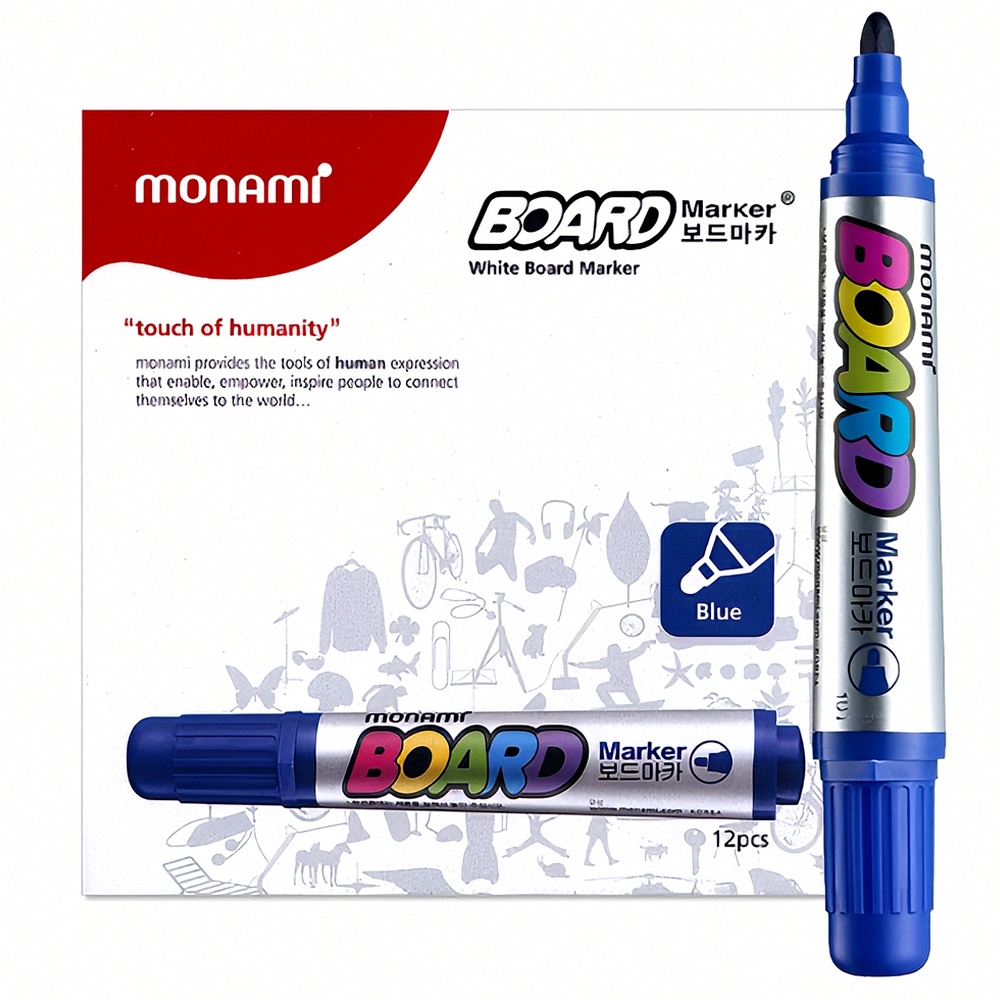 monami
BOARD Marker®
보드마카
White Board Marker
“touch of humanity”
monami provides the tools of human expression
that enable, empower, inspire people to connect
themselves to the world...
Blue
monami
BOARD Marker
보드마카
12pcs
monami
BOARD Marker
보드마카